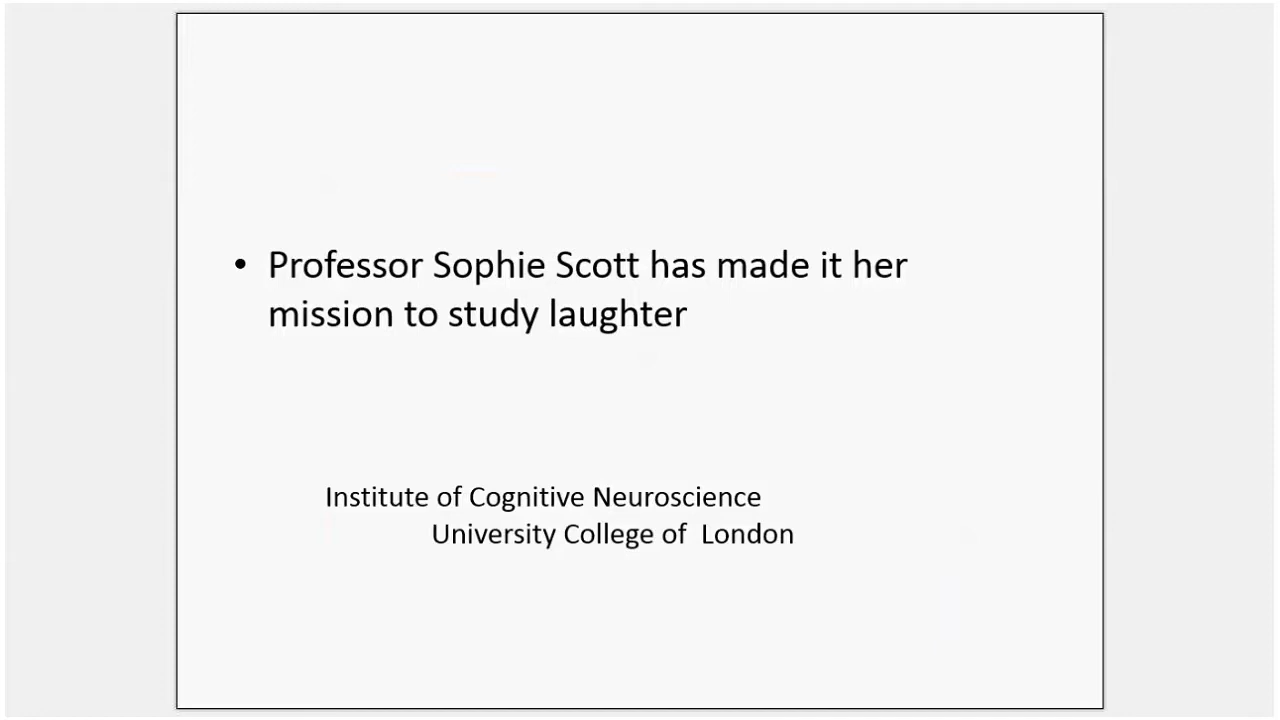 • Professor Sophie Scott has made it her
mission to study laughter
Institute of Cognitive Neuroscience
University College of  London